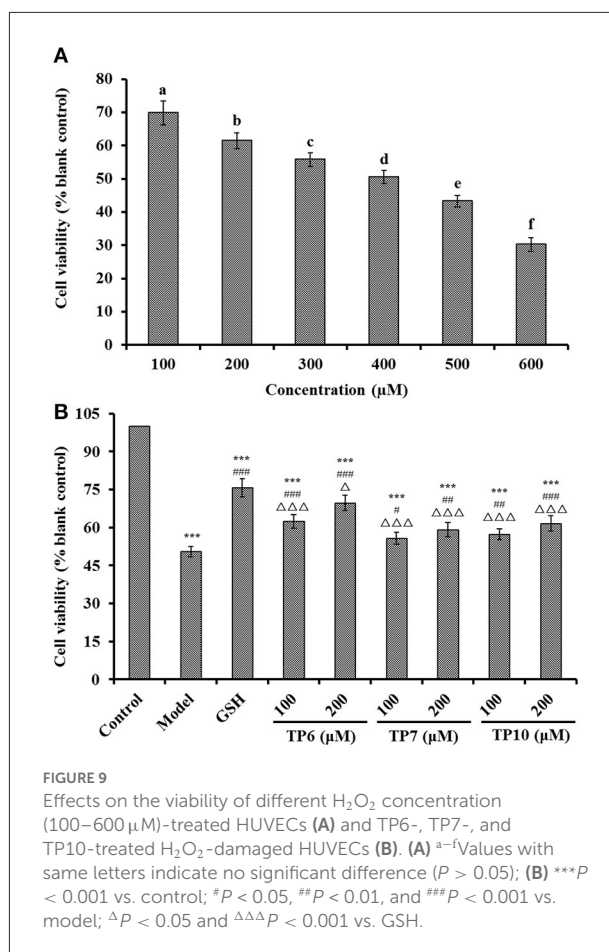 A
Cell viability (% blank control)
80
70
60
50
40
30
20
10
0
a
b
c
d
e
f
100 200 300 400 500 600
Concentration (μM)
B
Cell viability (% blank control)
105
90
75
60
45
30
15
0
***
***
###
***
###
△△△
***
###
△
***
#
△△△
***
##
△△△
***
##
△△△
***
###
△△△
Control Model GSH 100 200 100 200 100 200
TP6 (μM) TP7 (μM) TP10 (μM)
FIGURE 9
Effects on the viability of different H₂O₂ concentration
(100–600 μM)-treated HUVECs (A) and TP6-, TP7-, and
TP10-treated H₂O₂-damaged HUVECs (B). (A) ᵃ⁻ᶠValues with
same letters indicate no significant difference (P > 0.05); (B) ***P
< 0.001 vs. control; #P < 0.05, ##P < 0.01, and ###P < 0.001 vs.
model; △P < 0.05 and △△△P < 0.001 vs. GSH.